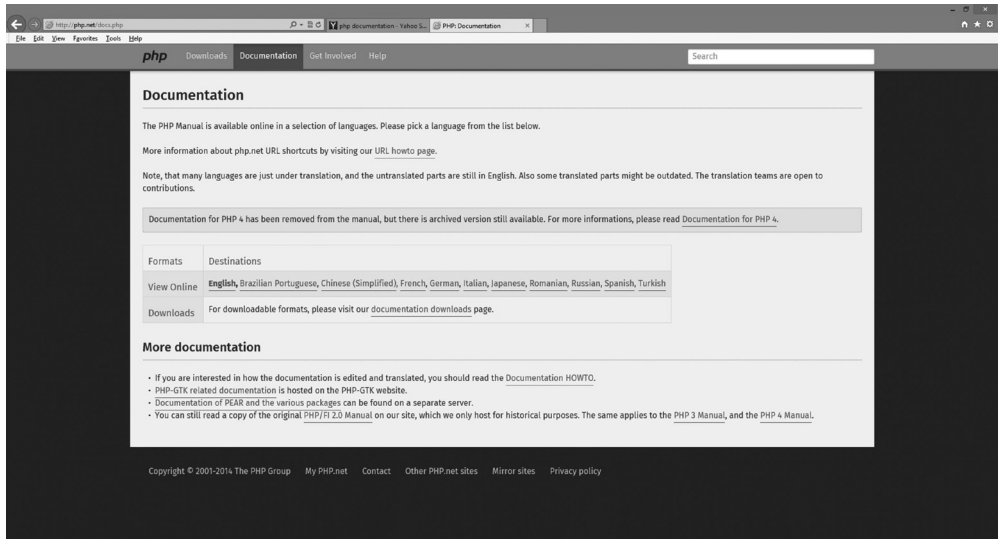 http://php.net/docs.php
php documentation - Yahoo S...
PHP: Documentation
File Edit View Favorites Tools Help
php Downloads Documentation Get Involved Help Search
Documentation
The PHP Manual is available online in a selection of languages. Please pick a language from the list below.
More information about php.net URL shortcuts by visiting our URL howto page.
Note, that many languages are just under translation, and the untranslated parts are still in English. Also some translated parts might be outdated. The translation teams are open to
contributions.
Documentation for PHP 4 has been removed from the manual, but there is archived version still available. For more informations, please read Documentation for PHP 4.
Formats Destinations
View Online English, Brazilian Portuguese, Chinese (Simplified), French, German, Italian, Japanese, Romanian, Russian, Spanish, Turkish
Downloads For downloadable formats, please visit our documentation downloads page.
More documentation
• If you are interested in how the documentation is edited and translated, you should read the Documentation HOWTO.
• PHP-GTK related documentation is hosted on the PHP-GTK website.
• Documentation of PEAR and the various packages can be found on a separate server.
• You can still read a copy of the original PHP/FI 2.0 Manual on our site, which we only host for historical purposes. The same applies to the PHP 3 Manual, and the PHP 4 Manual.
Copyright © 2001-2014 The PHP Group My PHP.net Contact Other PHP.net sites Mirror sites Privacy policy